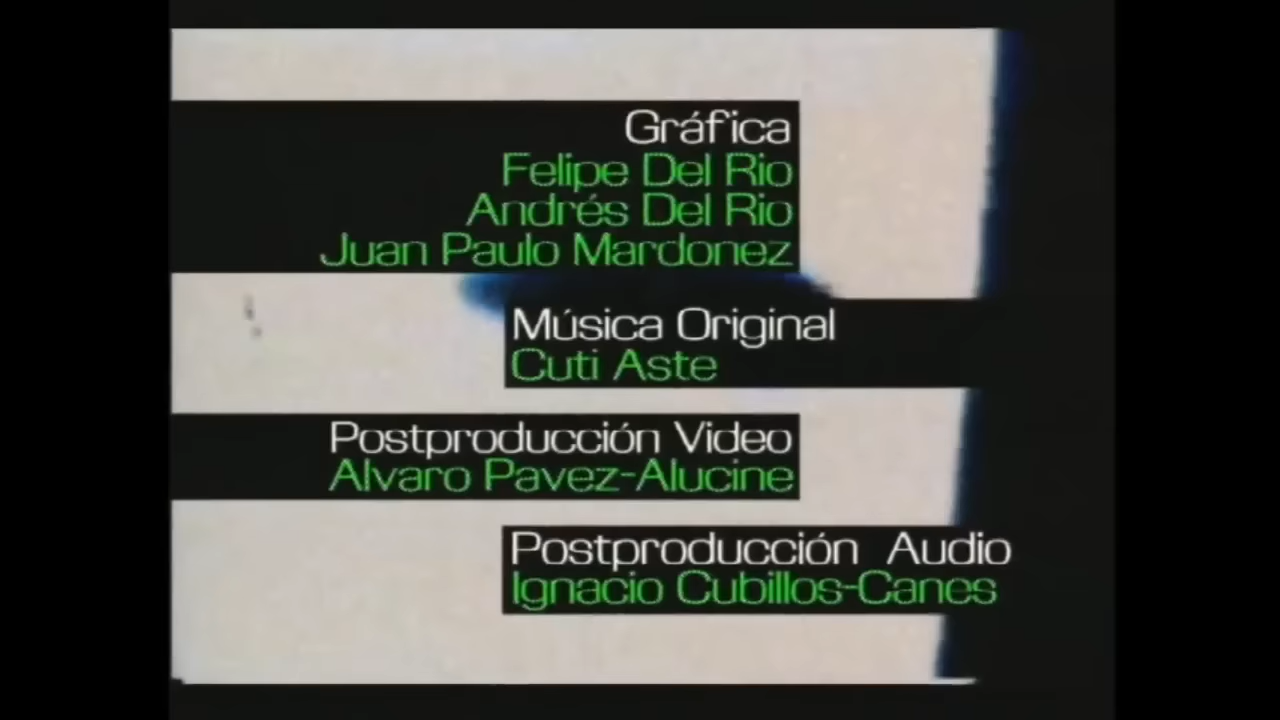 Gráfica
Felipe Del Rio
Andrés Del Rio
Juan Paulo Mardonez
Música Original
Cuti Aste
Postproducción Video
Alvaro Pavez-Alucine
Postproducción Audio
Ignacio Cubillos-Canes